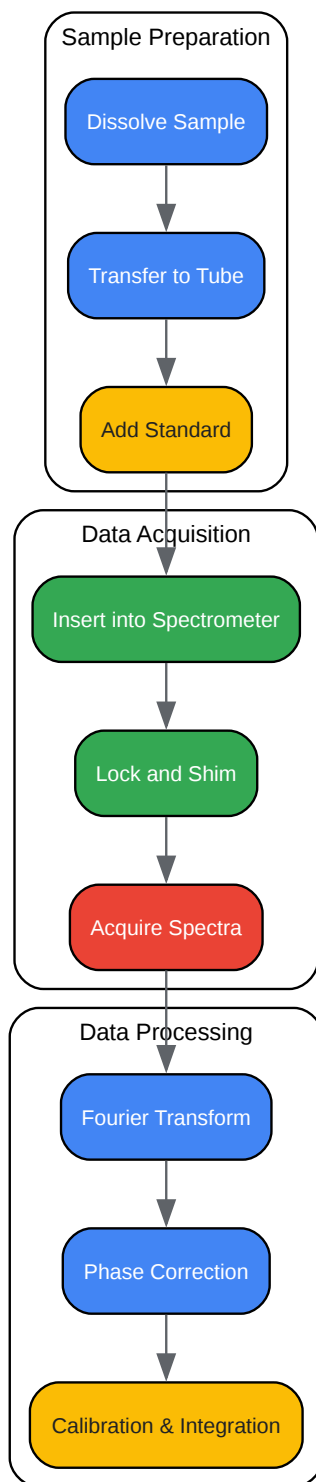 Sample Preparation
Dissolve Sample
Transfer to Tube
Add Standard
Data Acquisition
Insert into Spectrometer
Lock and Shim
Acquire Spectra
Data Processing
Fourier Transform
Phase Correction
Calibration & Integration